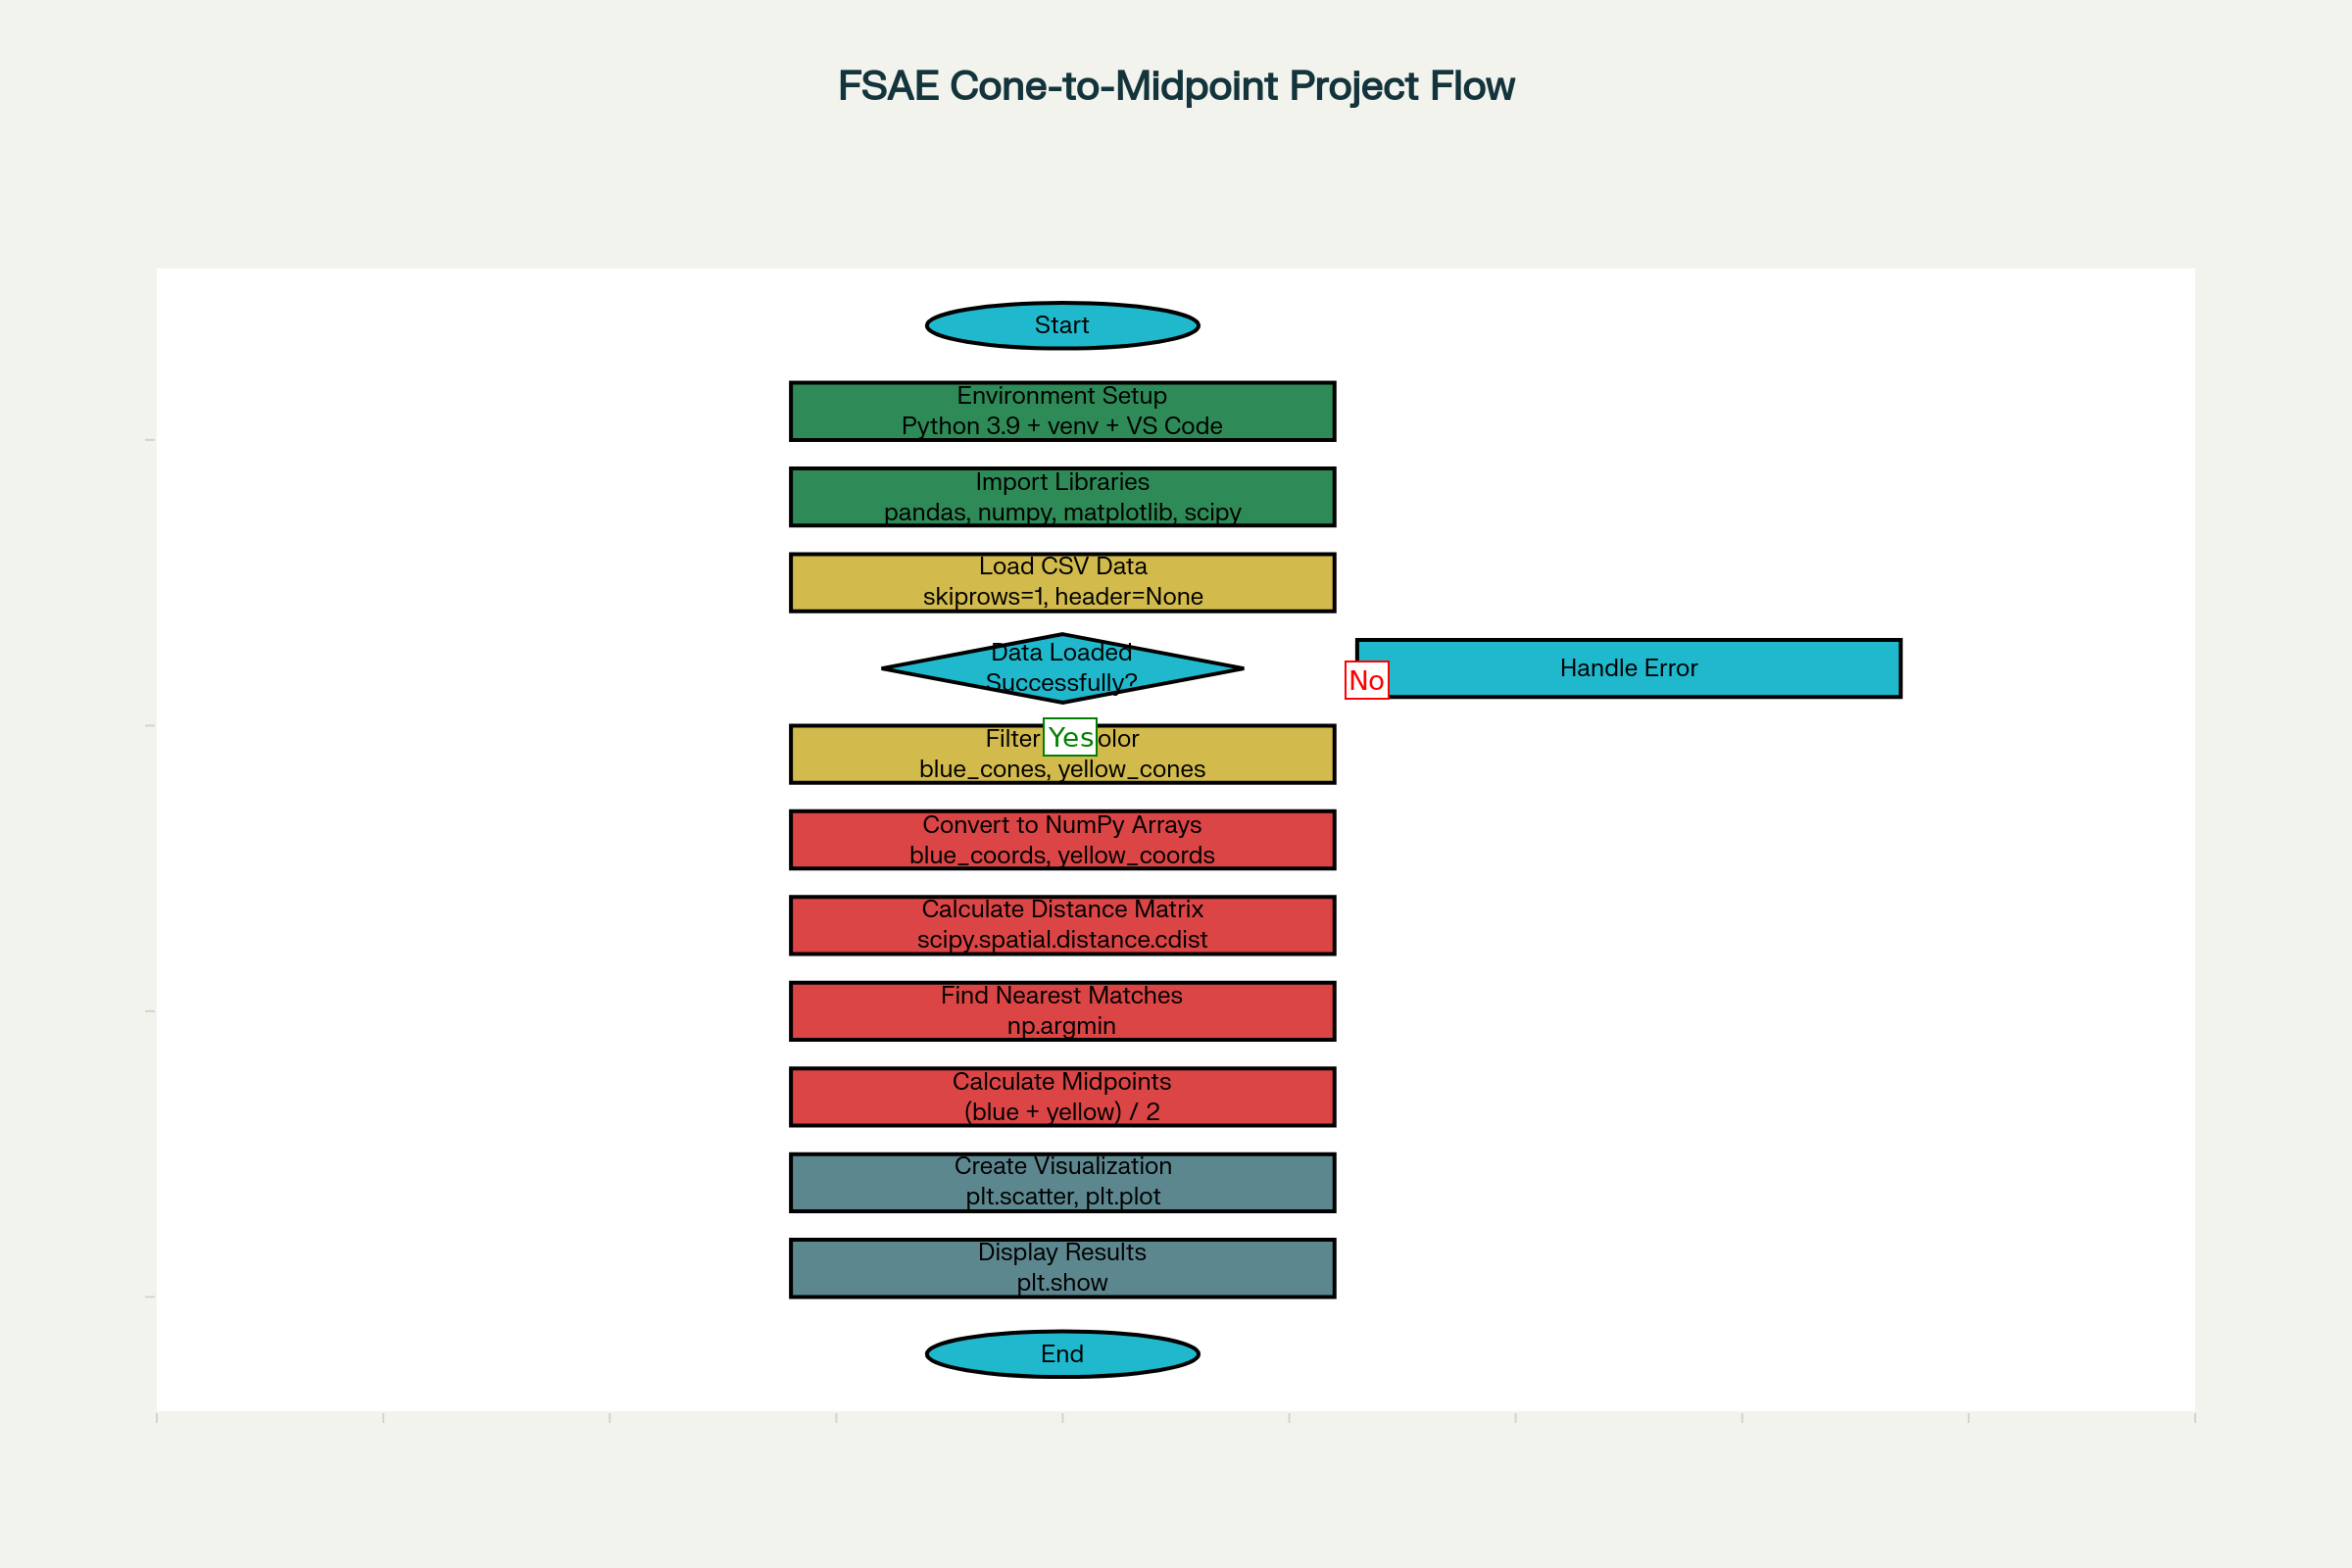 FSAE Cone-to-Midpoint Project Flow
Start
Environment Setup
Python 3.9 + venv + VS Code
Import Libraries
pandas, numpy, matplotlib, scipy
Load CSV Data
skiprows=1, header=None
Data Loaded
Successfully?
Handle Error
No
Yes
Filter olor
blue_cones, yellow_cones
Convert to NumPy Arrays
blue_coords, yellow_coords
Calculate Distance Matrix
scipy.spatial.distance.cdist
Find Nearest Matches
np.argmin
Calculate Midpoints
(blue + yellow) / 2
Create Visualization
plt.scatter, plt.plot
Display Results
plt.show
End